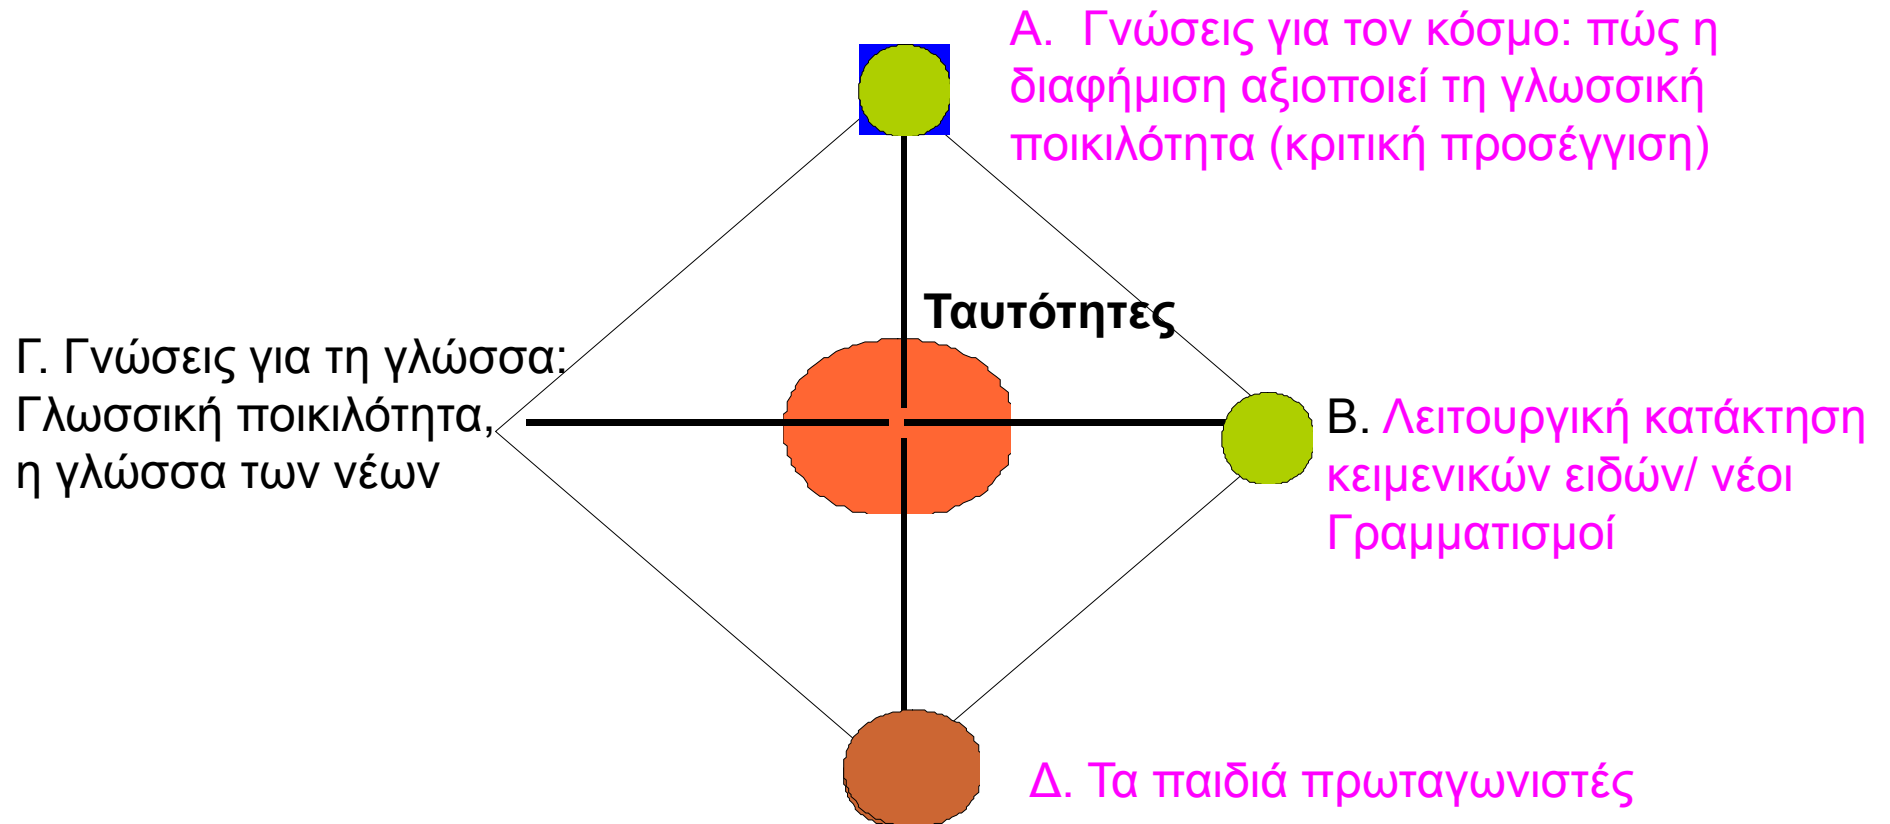 Α. Γνώσεις για τον κόσμο: πώς η
διαφήμιση αξιοποιεί τη γλωσσική
ποικιλότητα (κριτική προσέγγιση)
Ταυτότητες
Γ. Γνώσεις για τη γλώσσα:
Γλωσσική ποικιλότητα,
η γλώσσα των νέων
Β. Λειτουργική κατάκτηση
κειμενικών ειδών/ νέοι
Γραμματισμοί
Δ. Τα παιδιά πρωταγωνιστές